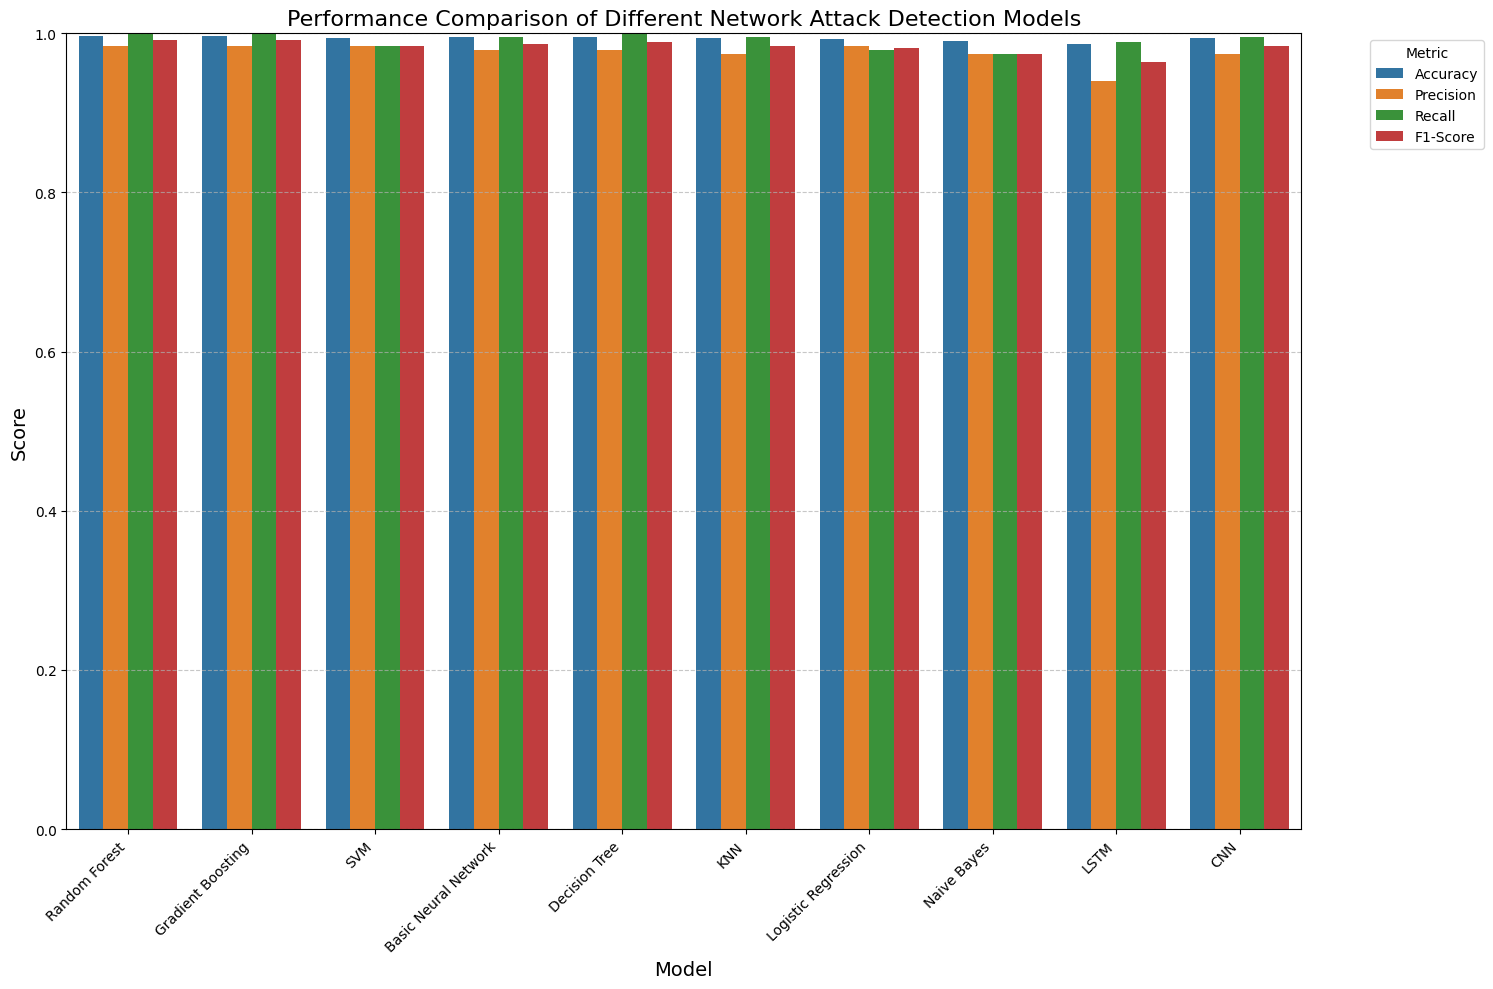 Performance Comparison of Different Network Attack Detection Models
Metric
Accuracy
Precision
Recall
F1-Score
Score
1.0
0.8
0.6
0.4
0.2
0.0
Random Forest
Gradient Boosting
SVM
Basic Neural Network
Decision Tree
KNN
Logistic Regression
Naive Bayes
LSTM
CNN
Model